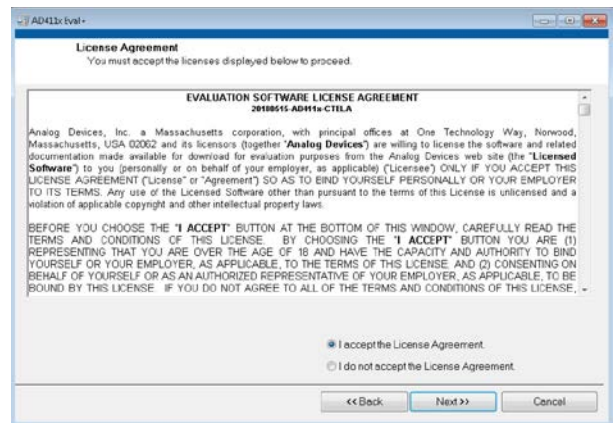 AD411x Eval+
License Agreement
You must accept the licenses displayed below to proceed.
EVALUATION SOFTWARE LICENSE AGREEMENT
20180615-AD411x-CTELA
Analog Devices, Inc. a Massachusetts corporation, with principal offices at One Technology Way, Norwood,
Massachusetts, USA 02062 and its licensors (together "Analog Devices") are willing to license the software and related
documentation made available for download for evaluation purposes from the Analog Devices web site (the "Licensed
Software") to you (personally or on behalf of your employer, as applicable) ("Licensee") ONLY IF YOU ACCEPT THIS
LICENSE AGREEMENT ("License" or "Agreement") SO AS TO BIND YOURSELF PERSONALLY OR YOUR EMPLOYER
TO ITS TERMS. Any use of the Licensed Software other than pursuant to the terms of this License is unlicensed and a
violation of applicable copyright and other intellectual property laws.
BEFORE YOU CHOOSE THE "I ACCEPT" BUTTON AT THE BOTTOM OF THIS WINDOW, CAREFULLY READ THE
TERMS AND CONDITIONS OF THIS LICENSE. BY CHOOSING THE "I ACCEPT" BUTTON YOU ARE (1)
REPRESENTING THAT YOU ARE OVER THE AGE OF 18 AND HAVE THE CAPACITY AND AUTHORITY TO BIND
YOURSELF OR YOUR EMPLOYER, AS APPLICABLE, TO THE TERMS OF THIS LICENSE, AND (2) CONSENTING ON
BEHALF OF YOURSELF OR AS AN AUTHORIZED REPRESENTATIVE OF YOUR EMPLOYER, AS APPLICABLE, TO BE
BOUND BY THIS LICENSE. IF YOU DO NOT AGREE TO ALL OF THE TERMS AND CONDITIONS OF THIS LICENSE,
I accept the License Agreement.
I do not accept the License Agreement.
<< Back
Next >>
Cancel